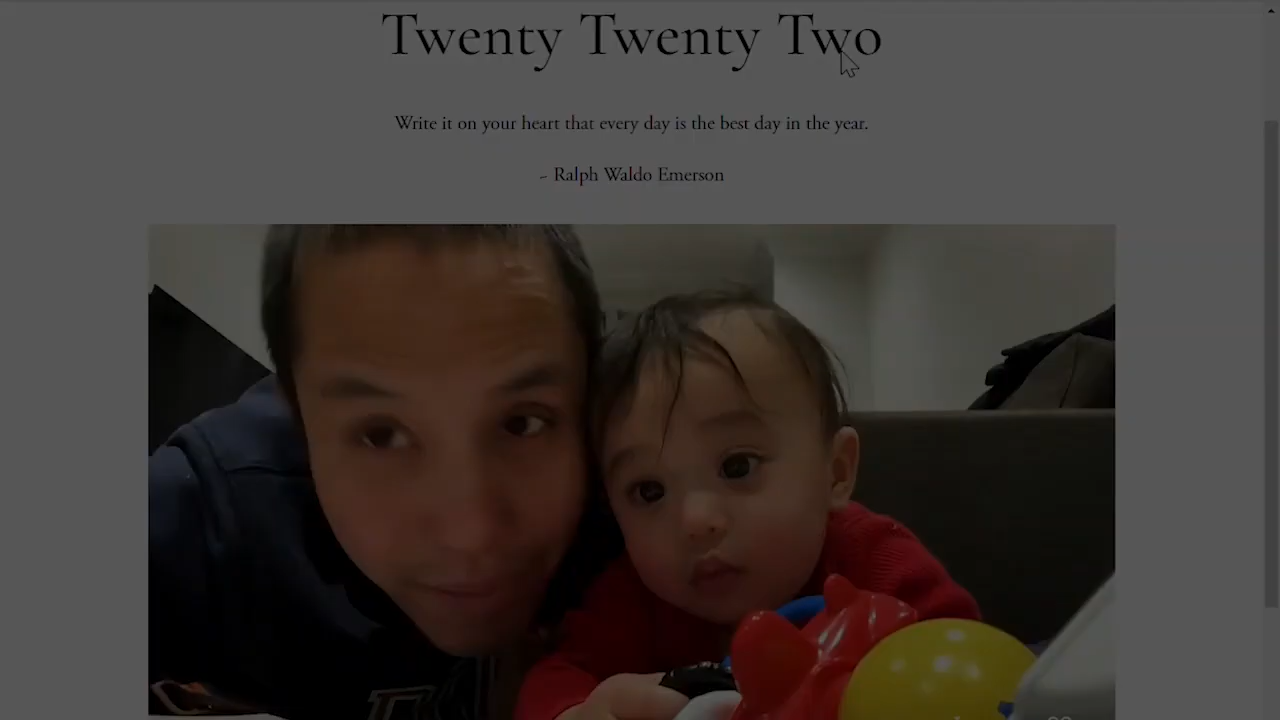 Twenty Twenty Two
Write it on your heart that every day is the best day in the year.
~ Ralph Waldo Emerson